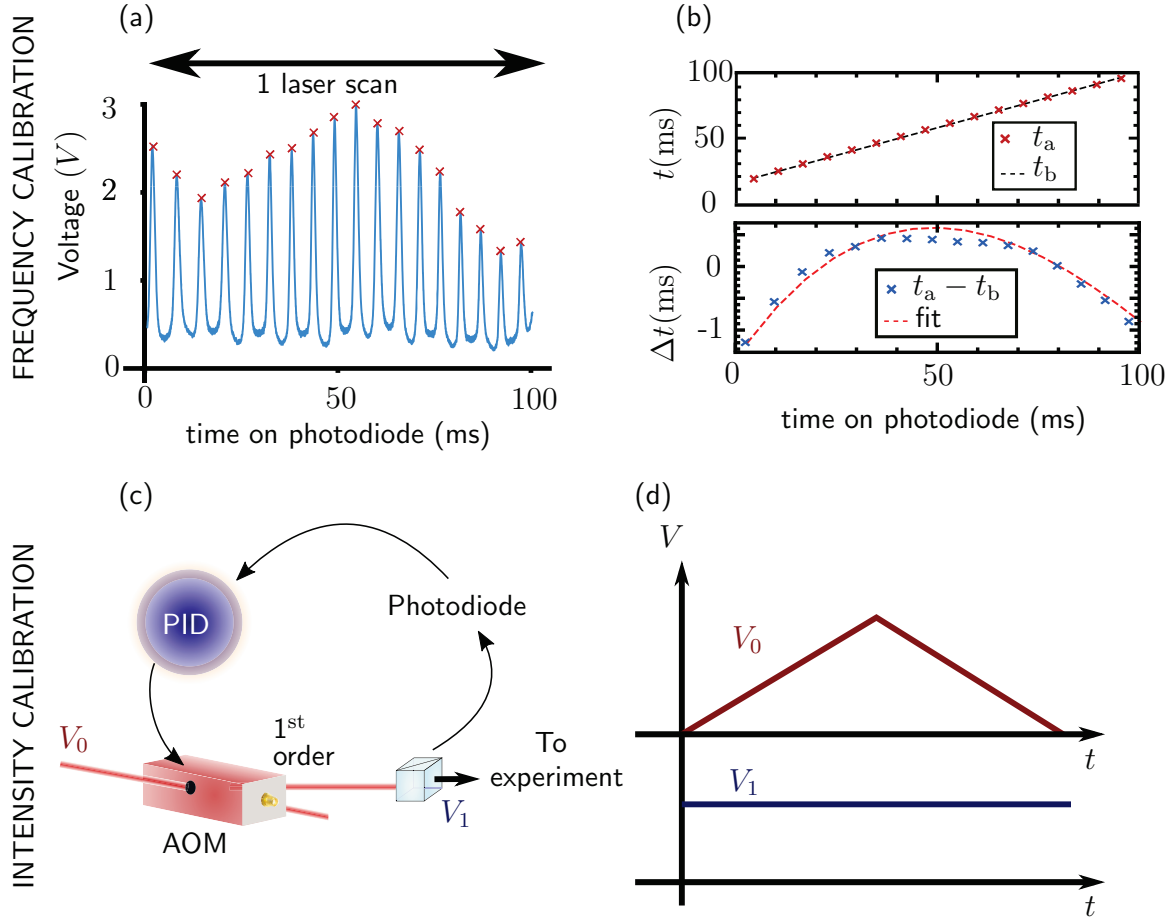 FREQUENCY CALIBRATION
(a)
1 laser scan
Voltage (V)
3
2
1
0
0
50
100
time on photodiode (ms)
(b)
t(ms)
100
50
0
× t_a
--- t_b
Δt(ms)
0
-1
× t_a − t_b
--- fit
0
50
100
time on photodiode (ms)
INTENSITY CALIBRATION
(c)
PID
Photodiode
V_0
1^st
order
To
experiment
V_1
AOM
(d)
V
V_0
t
V_1
t